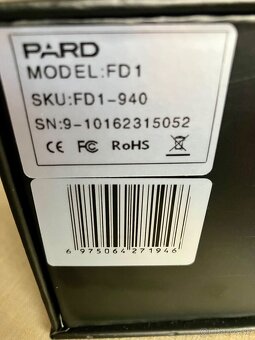 PARD
MODEL:FD1
SKU:FD1-940
SN:9-10162315052
CE FC RoHS
6 975064 271946